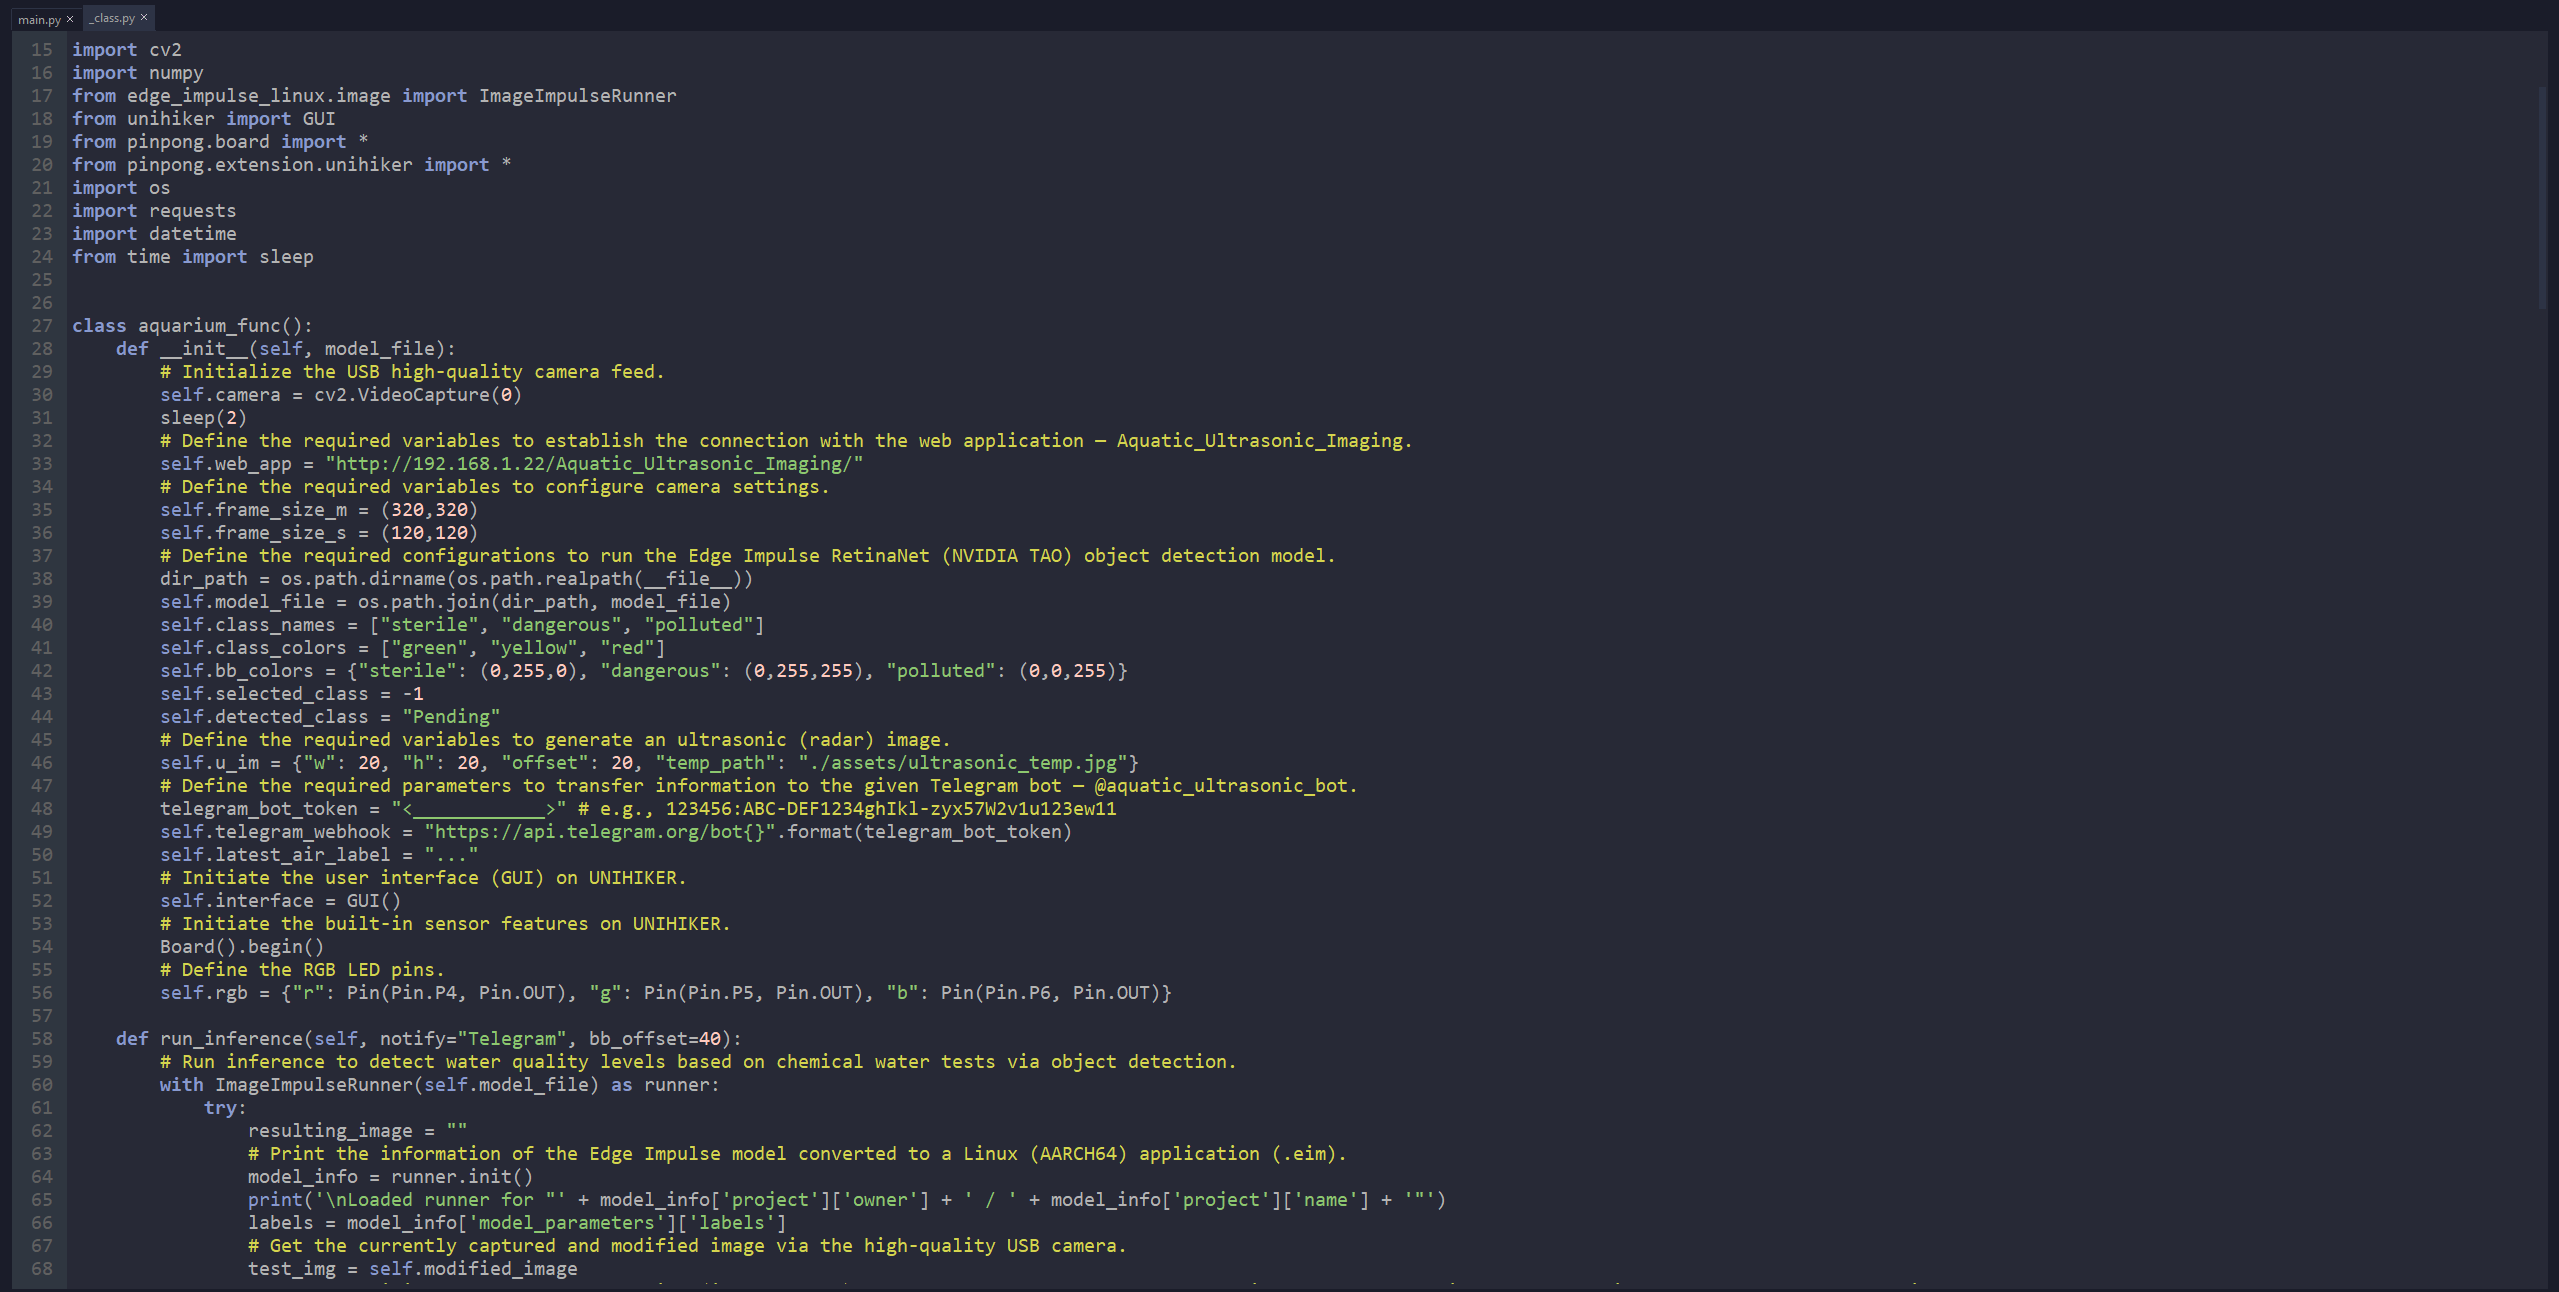 main.py ×
_class.py ×
15 import cv2
16 import numpy
17 from edge_impulse_linux.image import ImageImpulseRunner
18 from unihiker import GUI
19 from pinpong.board import *
20 from pinpong.extension.unihiker import *
21 import os
22 import requests
23 import datetime
24 from time import sleep
25
26
27 class aquarium_func():
28     def __init__(self, model_file):
29         # Initialize the USB high-quality camera feed.
30         self.camera = cv2.VideoCapture(0)
31         sleep(2)
32         # Define the required variables to establish the connection with the web application — Aquatic_Ultrasonic_Imaging.
33         self.web_app = "http://192.168.1.22/Aquatic_Ultrasonic_Imaging/"
34         # Define the required variables to configure camera settings.
35         self.frame_size_m = (320,320)
36         self.frame_size_s = (120,120)
37         # Define the required configurations to run the Edge Impulse RetinaNet (NVIDIA TAO) object detection model.
38         dir_path = os.path.dirname(os.path.realpath(__file__))
39         self.model_file = os.path.join(dir_path, model_file)
40         self.class_names = ["sterile", "dangerous", "polluted"]
41         self.class_colors = ["green", "yellow", "red"]
42         self.bb_colors = {"sterile": (0,255,0), "dangerous": (0,255,255), "polluted": (0,0,255)}
43         self.selected_class = -1
44         self.detected_class = "Pending"
45         # Define the required variables to generate an ultrasonic (radar) image.
46         self.u_im = {"w": 20, "h": 20, "offset": 20, "temp_path": "./assets/ultrasonic_temp.jpg"}
47         # Define the required parameters to transfer information to the given Telegram bot — @aquatic_ultrasonic_bot.
48         telegram_bot_token = "<____________>" # e.g., 123456:ABC-DEF1234ghIkl-zyx57W2v1u123ew11
49         self.telegram_webhook = "https://api.telegram.org/bot{}".format(telegram_bot_token)
50         self.latest_air_label = "..."
51         # Initiate the user interface (GUI) on UNIHIKER.
52         self.interface = GUI()
53         # Initiate the built-in sensor features on UNIHIKER.
54         Board().begin()
55         # Define the RGB LED pins.
56         self.rgb = {"r": Pin(Pin.P4, Pin.OUT), "g": Pin(Pin.P5, Pin.OUT), "b": Pin(Pin.P6, Pin.OUT)}
57
58     def run_inference(self, notify="Telegram", bb_offset=40):
59         # Run inference to detect water quality levels based on chemical water tests via object detection.
60         with ImageImpulseRunner(self.model_file) as runner:
61             try:
62                 resulting_image = ""
63                 # Print the information of the Edge Impulse model converted to a Linux (AARCH64) application (.eim).
64                 model_info = runner.init()
65                 print('\nLoaded runner for "' + model_info['project']['owner'] + ' / ' + model_info['project']['name'] + '"')
66                 labels = model_info['model_parameters']['labels']
67                 # Get the currently captured and modified image via the high-quality USB camera.
68                 test_img = self.modified_image